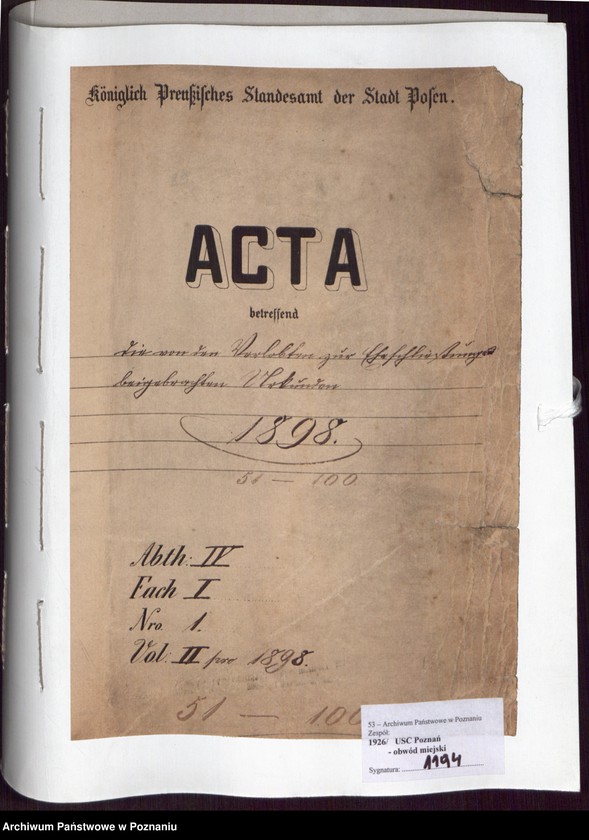 Königlich Preußisches Standesamt der Stadt Posen.
ACTA
betreffend
die von den Verlobten zur Eheschließung
beigebrachten Urkunden
1898.
51 — 100.
Abth: IV
Fach I
Nro. 1.
Vol: II pro 1898.
51 — 100
53 – Archiwum Państwowe w Poznaniu
Zespół:
1926/ USC Poznań
- obwód miejski
Sygnatura: 1194
Archiwum Państwowe w Poznaniu